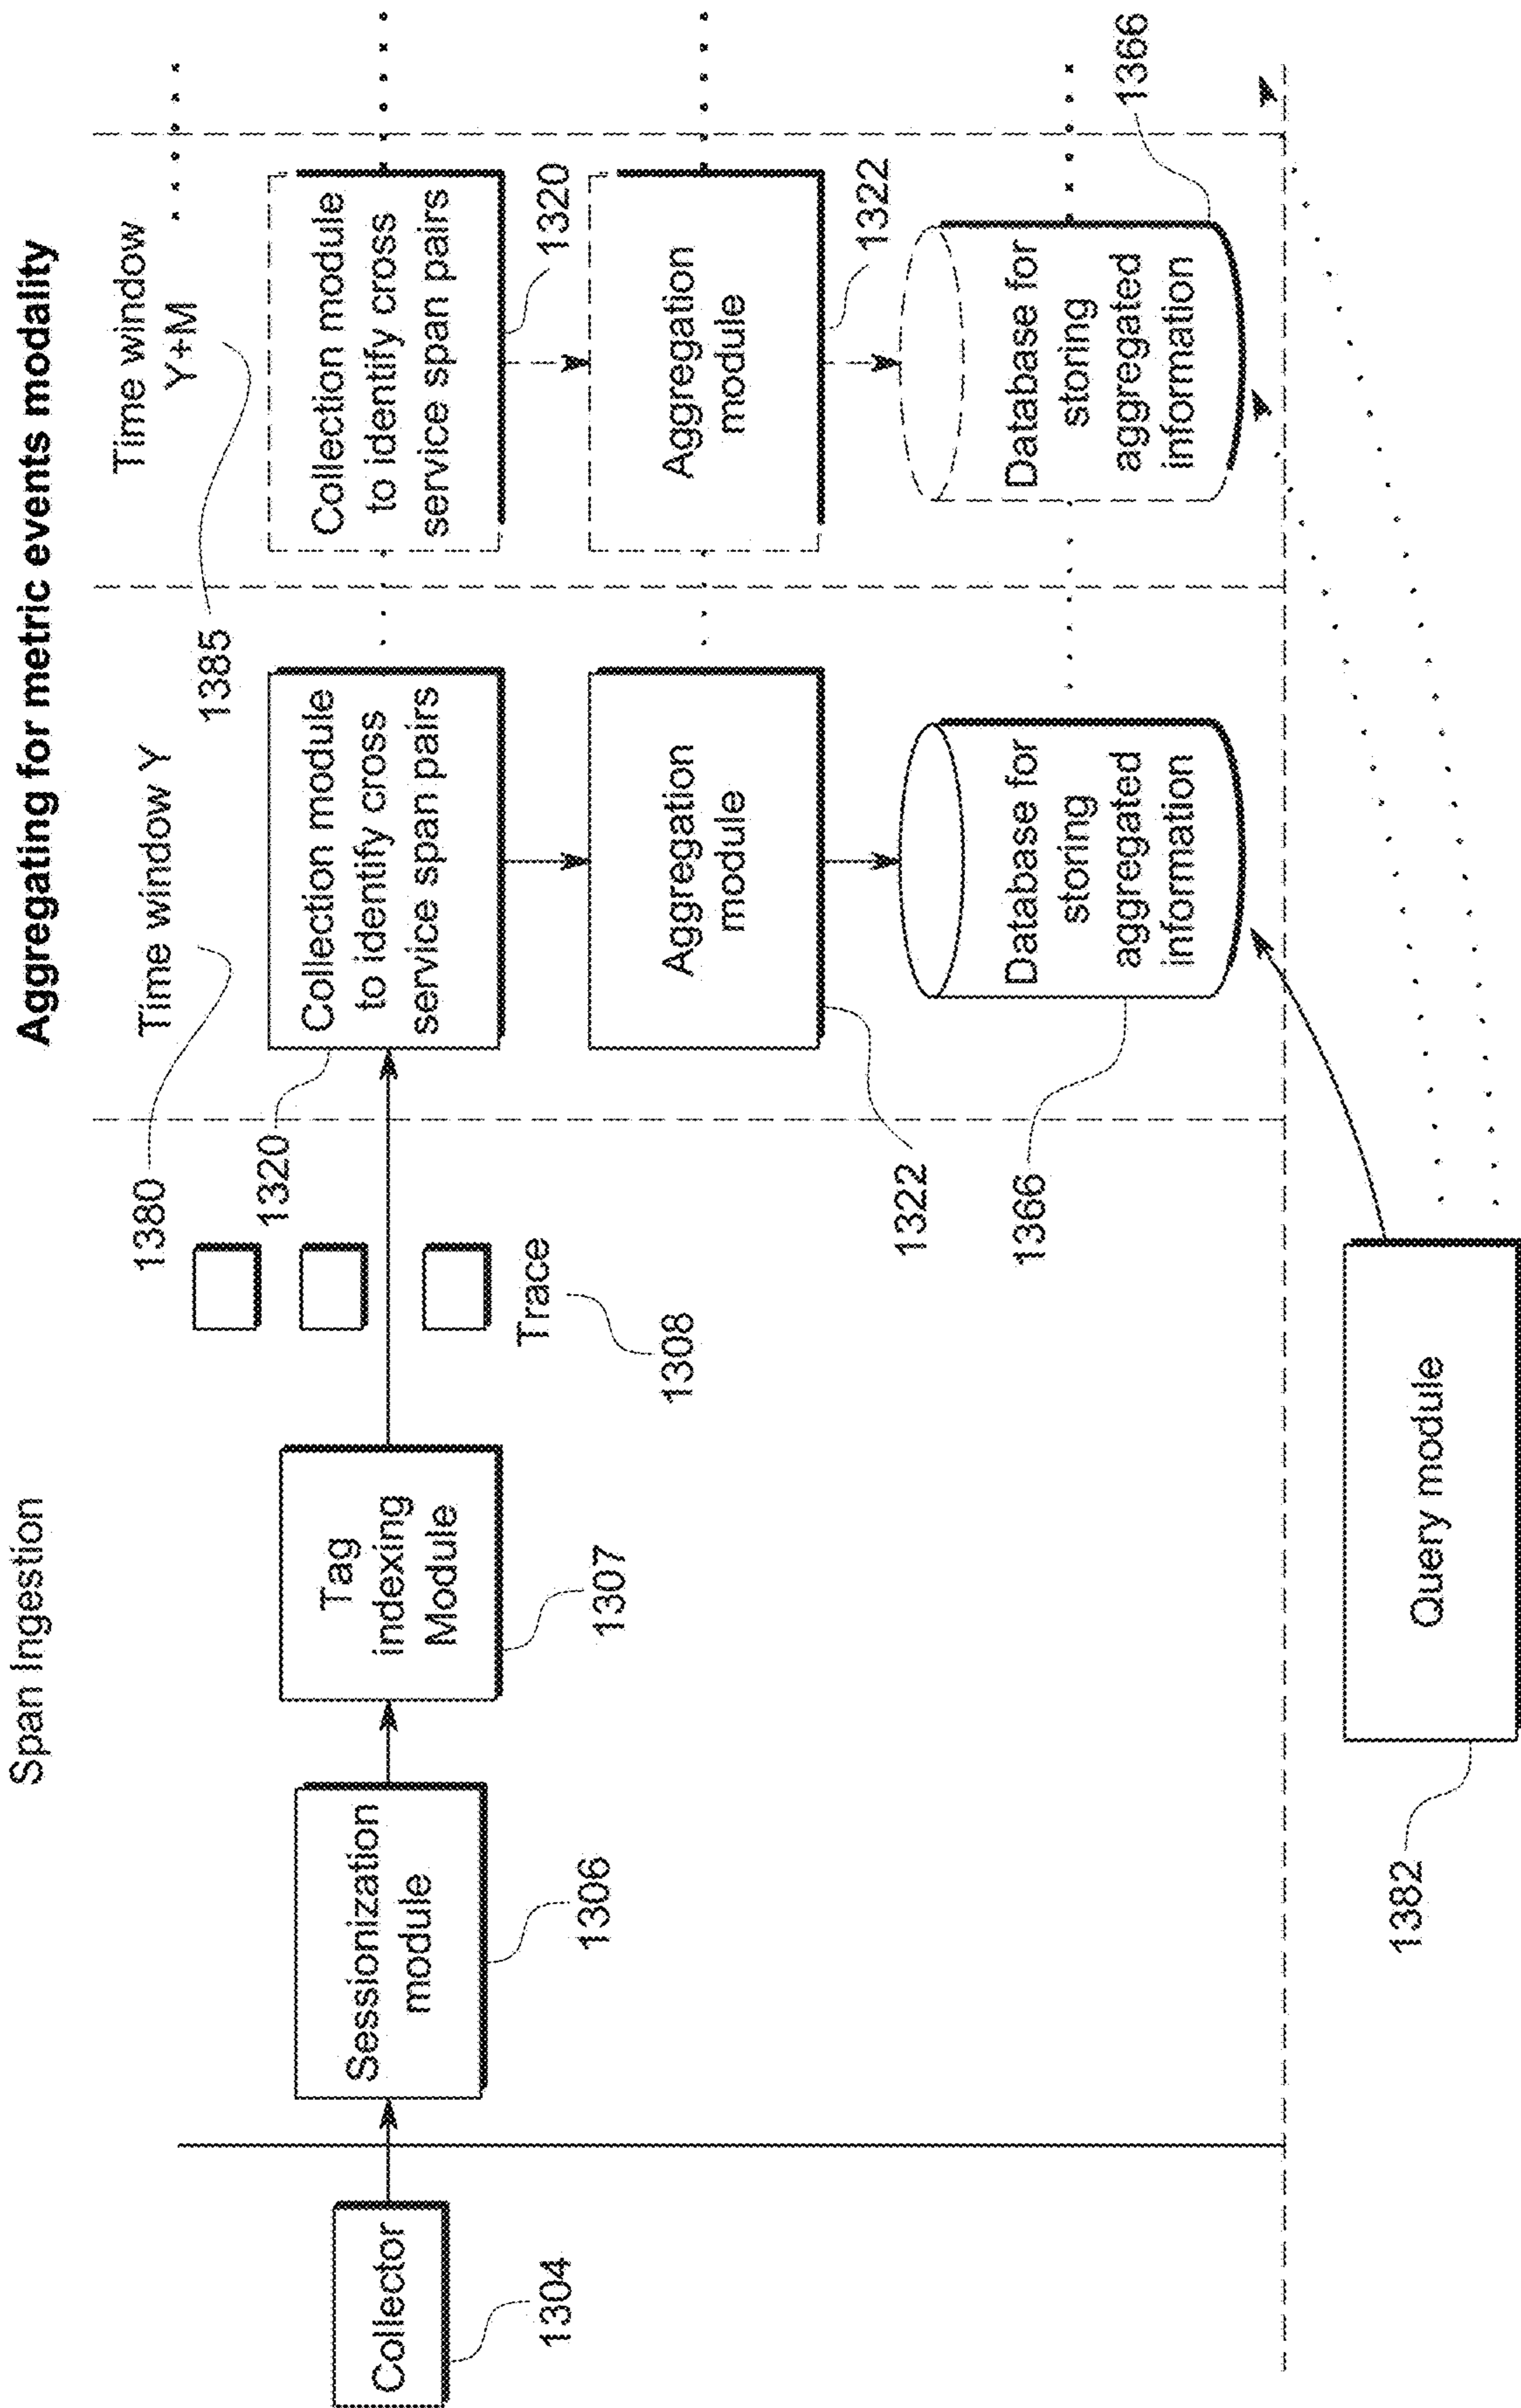 Span Ingestion
Aggregating for metric events modality
Time window Y
Time window
Y+M
1380
1385
Collector
1304
Sessionization
module
1306
Tag
indexing
Module
1307
Trace
1308
1320
Collection module
to identify cross
service span pairs
Aggregation
module
1322
Database for
storing
aggregated
information
1366
Collection module
to identify cross
service span pairs
1320
Aggregation
module
1322
Database for
storing
aggregated
information
1366
Query module
1382